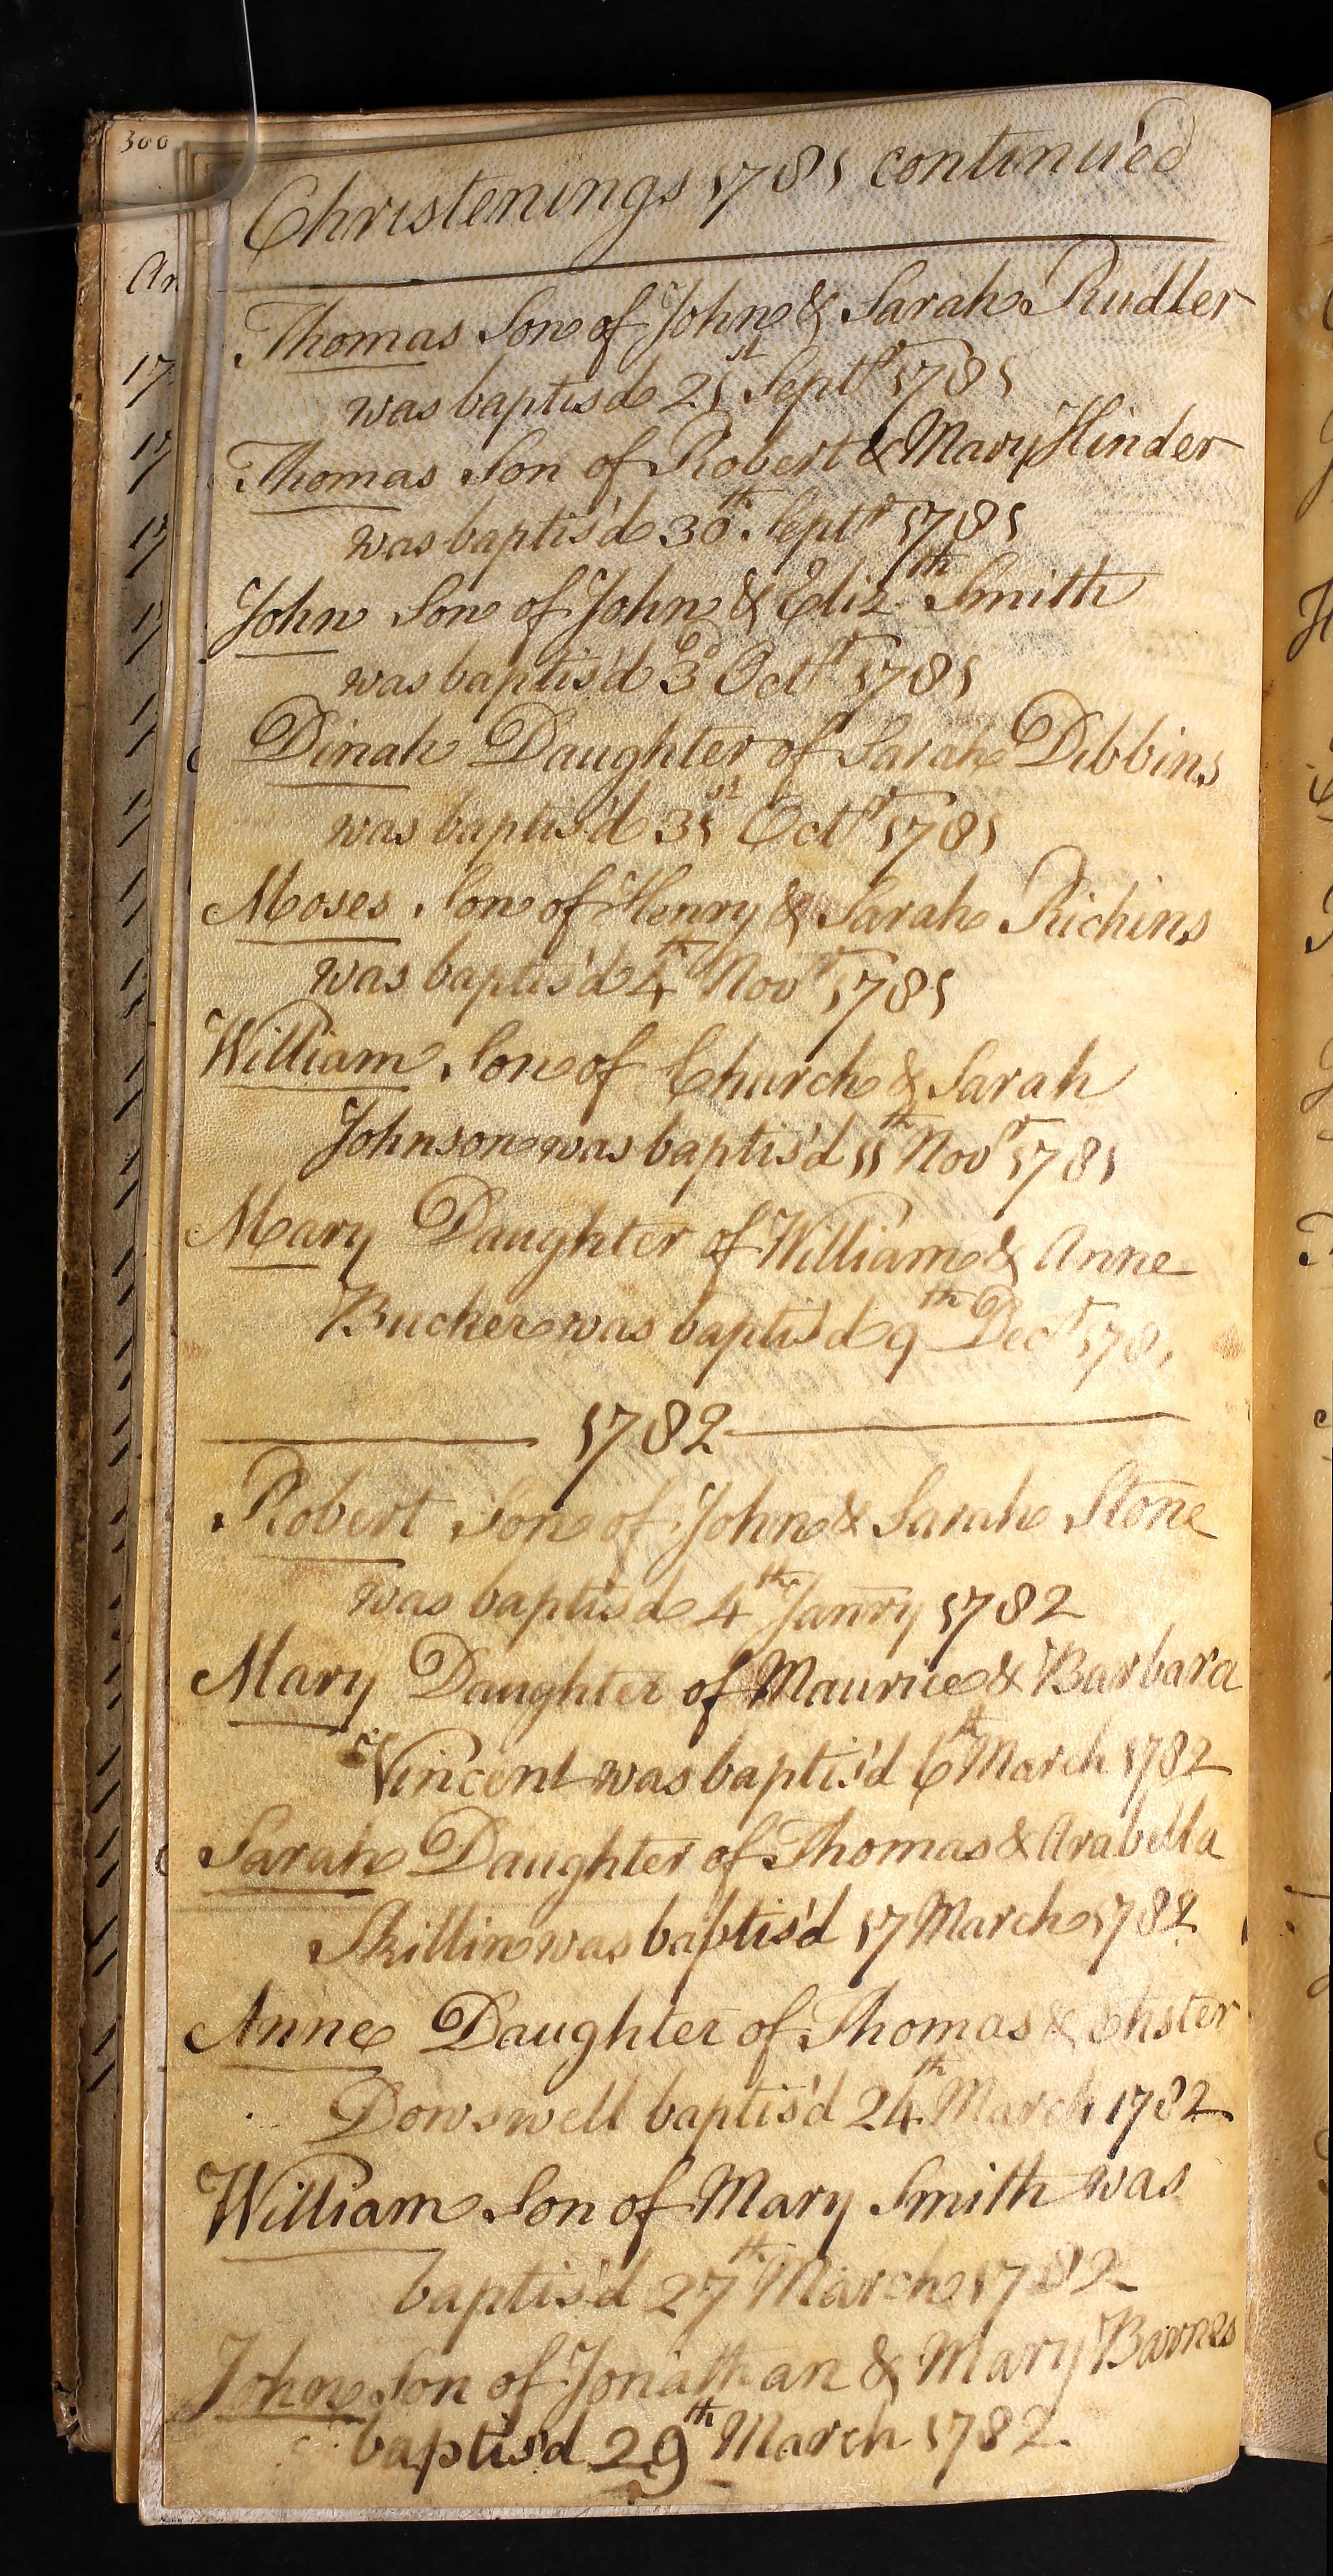 300
Christenings 1781 continued
Thomas Son of John & Sarah Rudler
was baptis'd 21st Septr 1781
Thomas Son of Robert & Mary Hinder
was baptis'd 30th Septr 1781
John Son of John & Elizth Smith
was baptis'd 3d Octr 1781
Dinah Daughter of Sarah Dibbins
was baptis'd 31st Octr 1781
Moses Son of Henry & Sarah Richins
was baptis'd 4th Novr 1781
William Son of Church & Sarah
Johnson was baptis'd 11th Novr 1781
Mary Daughter of William & Anne
Bucker was baptis'd 9th Decr 1781
1782
Robert Son of John & Sarah Stone
was baptis'd 4th Janry 1782
Mary Daughter of Maurice & Barbara
Vincent was baptis'd 6th March 1782
Sarah Daughter of Thomas & Arabella
Skillin was baptis'd 17 March 1782
Anne Daughter of Thomas &
Dowswell baptis'd 24th March 1782
William Son of Mary Smith was
baptis'd 27th March 1782
John Son of Jonathan & Mary Barnes
baptis'd 29th March 1782